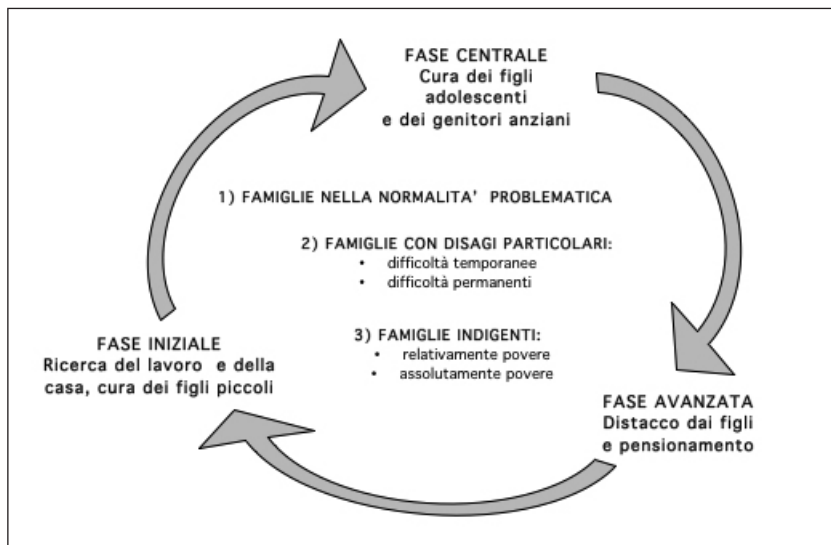 FASE CENTRALE
Cura dei figli
adolescenti
e dei genitori anziani
1) FAMIGLIE NELLA NORMALITA' PROBLEMATICA
2) FAMIGLIE CON DISAGI PARTICOLARI:
• difficoltà temporanee
• difficoltà permanenti
3) FAMIGLIE INDIGENTI:
• relativamente povere
• assolutamente povere
FASE INIZIALE
Ricerca del lavoro e della
casa, cura dei figli piccoli
FASE AVANZATA
Distacco dai figli
e pensionamento